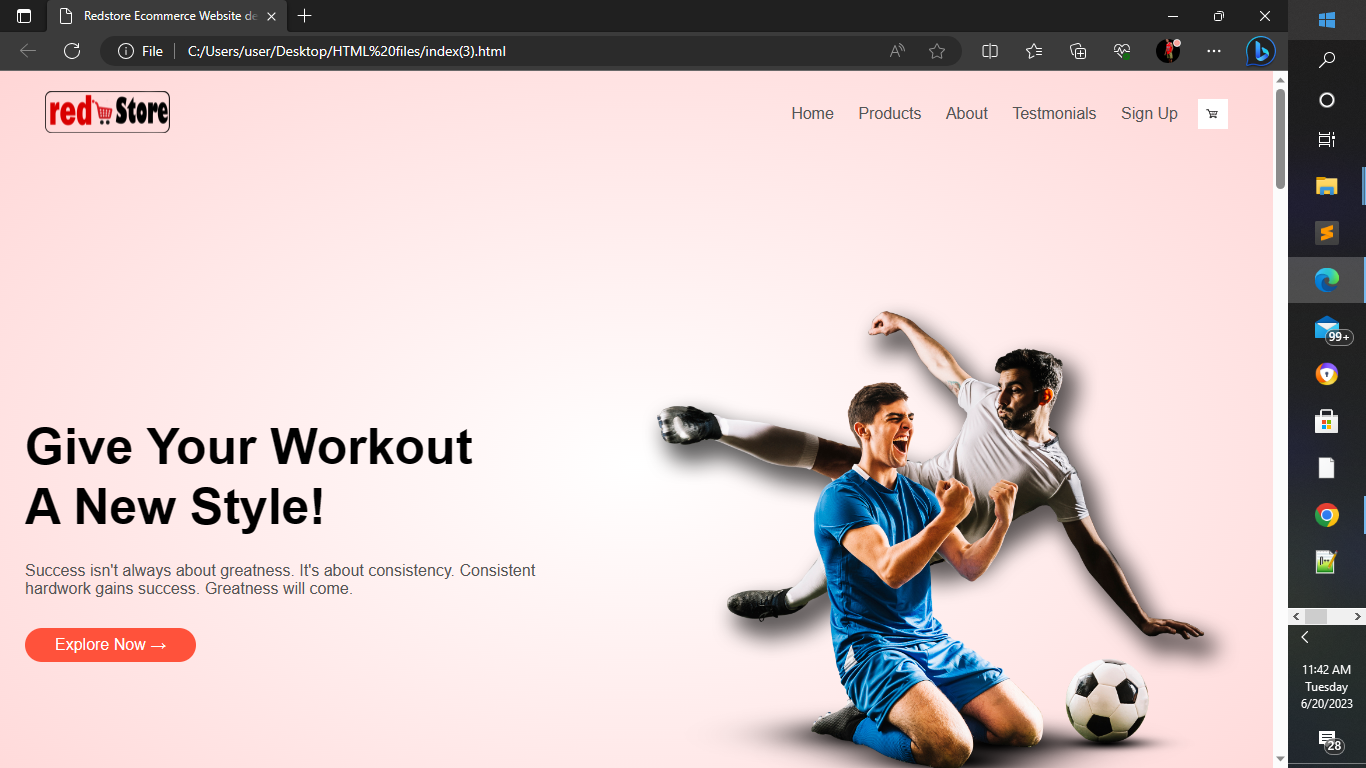 Redstore Ecommerce Website de
File
C:/Users/user/Desktop/HTML%20files/index(3).html
red Store
Home Products About Testmonials Sign Up
Give Your Workout
A New Style!
Success isn't always about greatness. It's about consistency. Consistent
hardwork gains success. Greatness will come.
Explore Now →
99+
11:42 AM
Tuesday
6/20/2023
28